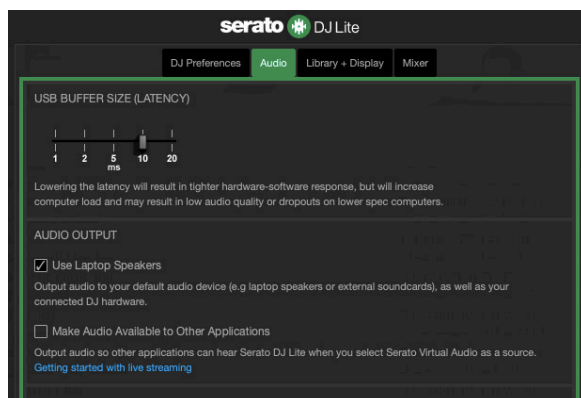 serato DJ Lite
DJ Preferences Audio Library + Display Mixer
USB BUFFER SIZE (LATENCY)
1 2 5 10 20
ms
Lowering the latency will result in tighter hardware-software response, but will increase
computer load and may result in low audio quality or dropouts on lower spec computers.
AUDIO OUTPUT
Use Laptop Speakers
Output audio to your default audio device (e.g laptop speakers or external soundcards), as well as your
connected DJ hardware.
Make Audio Available to Other Applications
Output audio so other applications can hear Serato DJ Lite when you select Serato Virtual Audio as a source.
Getting started with live streaming